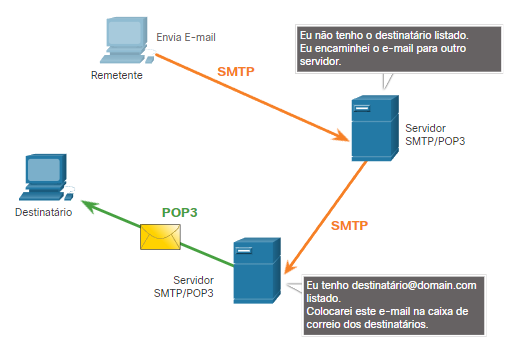 Envia E-mail
Remetente
SMTP
Eu não tenho o destinatário listado.
Eu encaminhei o e-mail para outro
servidor.
Servidor
SMTP/POP3
Destinatário
POP3
SMTP
Servidor
SMTP/POP3
Eu tenho destinatário@domain.com
listado.
Colocarei este e-mail na caixa de
correio dos destinatários.